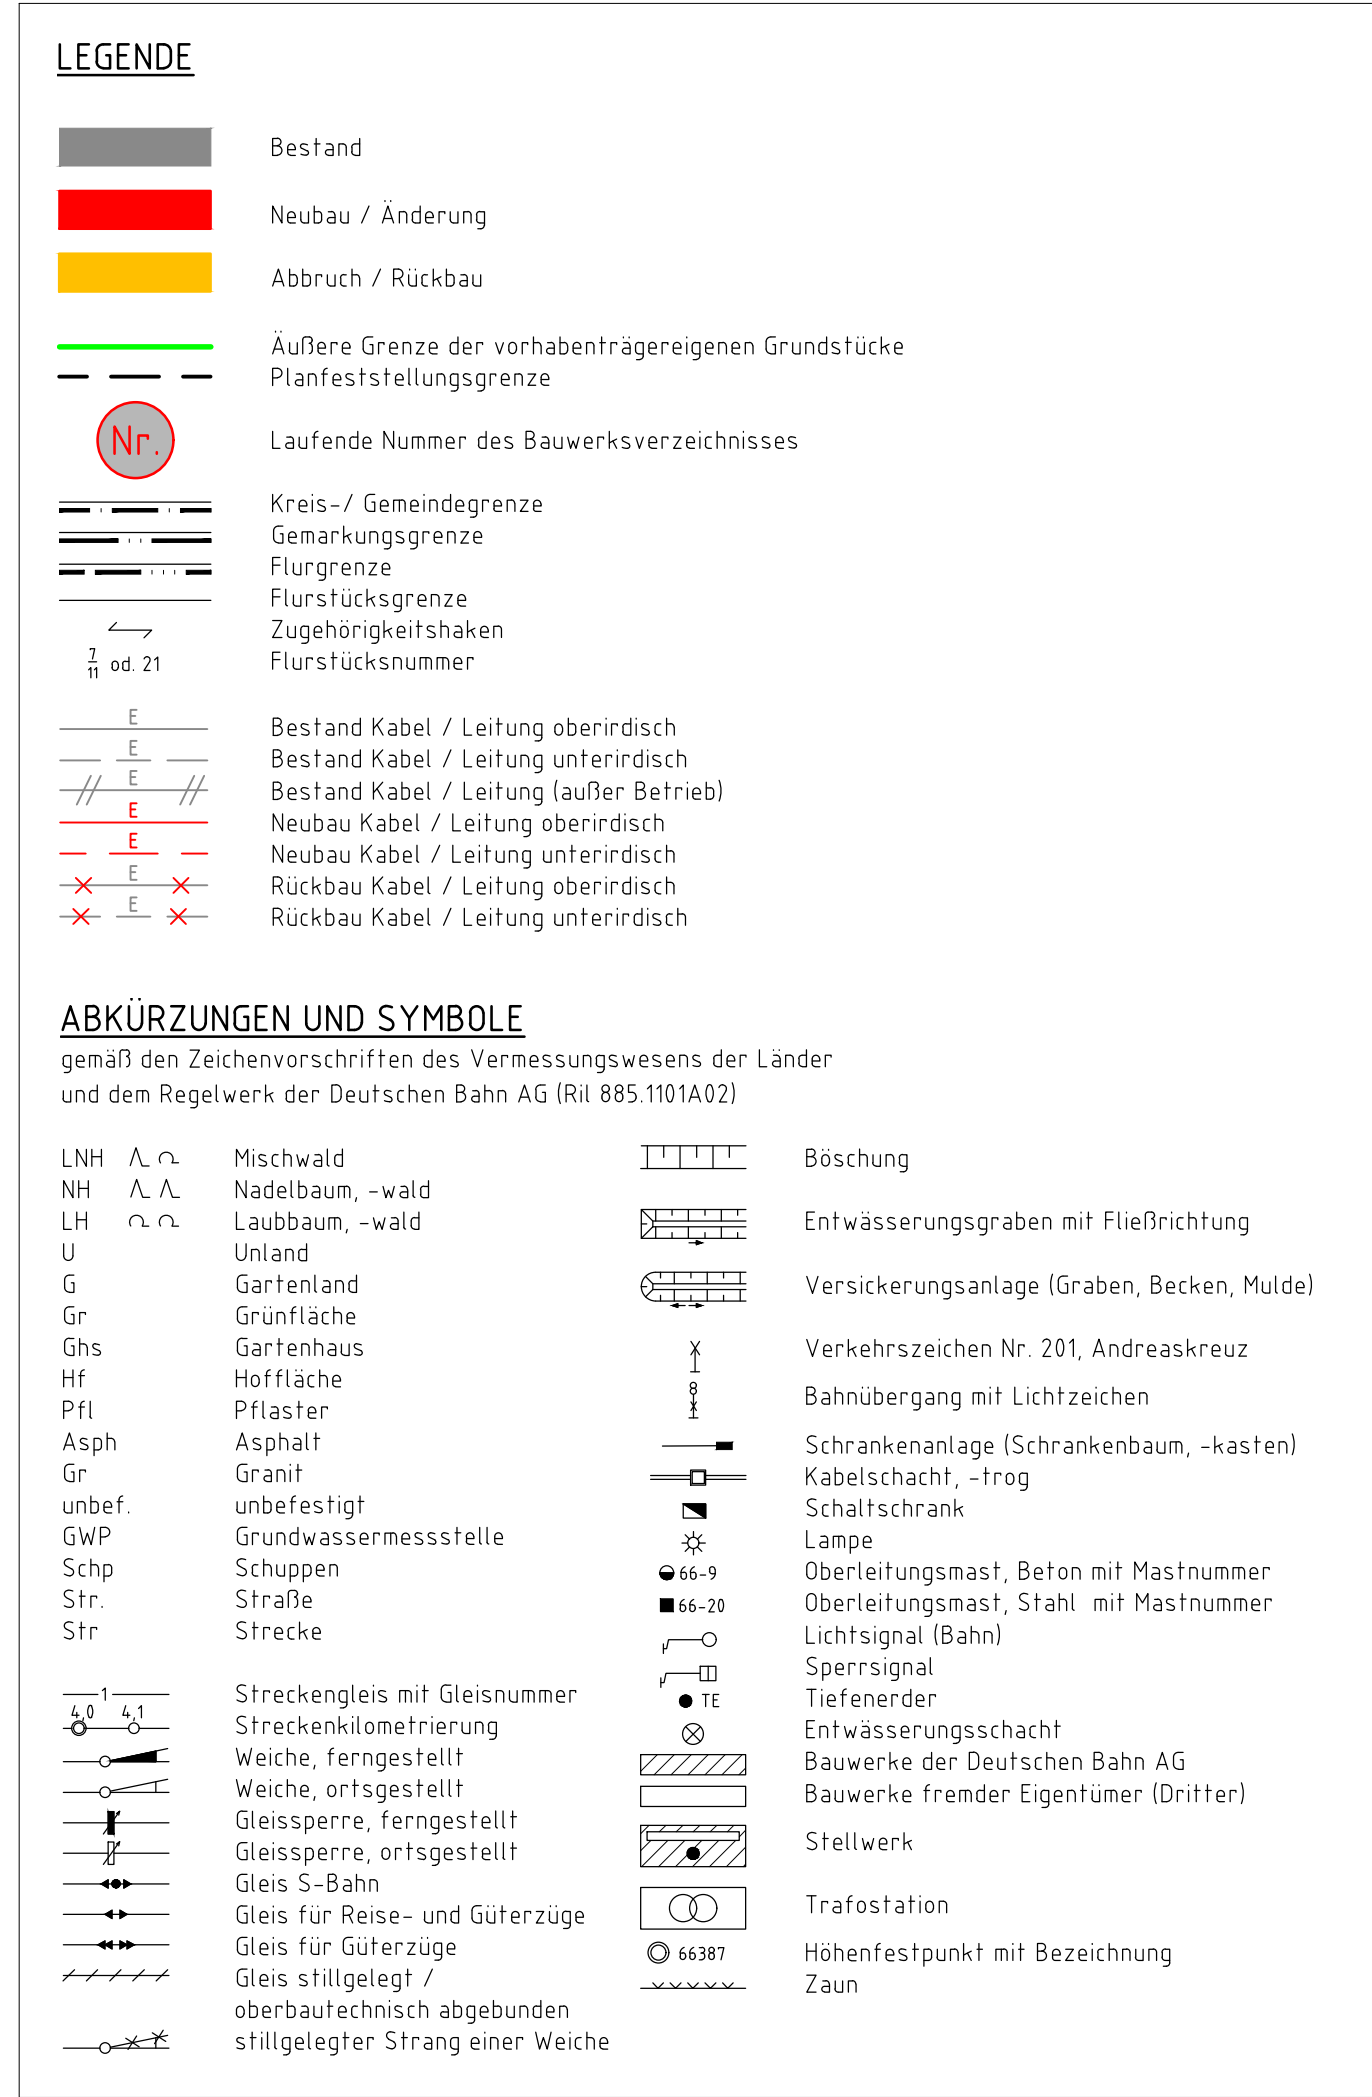 LEGENDE
Bestand
Neubau / Änderung
Abbruch / Rückbau
Äußere Grenze der vorhabenträgereigenen Grundstücke
Planfeststellungsgrenze
Nr. Laufende Nummer des Bauwerksverzeichnisses
Kreis-/ Gemeindegrenze
Gemarkungsgrenze
Flurgrenze
Flurstücksgrenze
Zugehörigkeitshaken
7/11 od. 21 Flurstücksnummer
E Bestand Kabel / Leitung oberirdisch
E Bestand Kabel / Leitung unterirdisch
E Bestand Kabel / Leitung (außer Betrieb)
E Neubau Kabel / Leitung oberirdisch
E Neubau Kabel / Leitung unterirdisch
E Rückbau Kabel / Leitung oberirdisch
E Rückbau Kabel / Leitung unterirdisch
ABKÜRZUNGEN UND SYMBOLE
gemäß den Zeichenvorschriften des Vermessungswesens der Länder
und dem Regelwerk der Deutschen Bahn AG (Ril 885.1101A02)
LNH Mischwald
NH Nadelbaum, -wald
LH Laubbaum, -wald
U Unland
G Gartenland
Gr Grünfläche
Ghs Gartenhaus
Hf Hoffläche
Pfl Pflaster
Asph Asphalt
Gr Granit
unbef. unbefestigt
GWP Grundwassermessstelle
Schp Schuppen
Str. Straße
Str Strecke
1 Streckengleis mit Gleisnummer
4,0 4,1 Streckenkilometrierung
Weiche, ferngestellt
Weiche, ortsgestellt
Gleissperre, ferngestellt
Gleissperre, ortsgestellt
Gleis S-Bahn
Gleis für Reise- und Güterzüge
Gleis für Güterzüge
Gleis stillgelegt /
oberbautechnisch abgebunden
stillgelegter Strang einer Weiche
Böschung
Entwässerungsgraben mit Fließrichtung
Versickerungsanlage (Graben, Becken, Mulde)
Verkehrszeichen Nr. 201, Andreaskreuz
Bahnübergang mit Lichtzeichen
Schrankenanlage (Schrankenbaum, -kasten)
Kabelschacht, -trog
Schaltschrank
Lampe
66-9 Oberleitungsmast, Beton mit Mastnummer
66-20 Oberleitungsmast, Stahl mit Mastnummer
Lichtsignal (Bahn)
Sperrsignal
TE Tiefenerder
Entwässerungsschacht
Bauwerke der Deutschen Bahn AG
Bauwerke fremder Eigentümer (Dritter)
Stellwerk
Trafostation
66387 Höhenfestpunkt mit Bezeichnung
Zaun